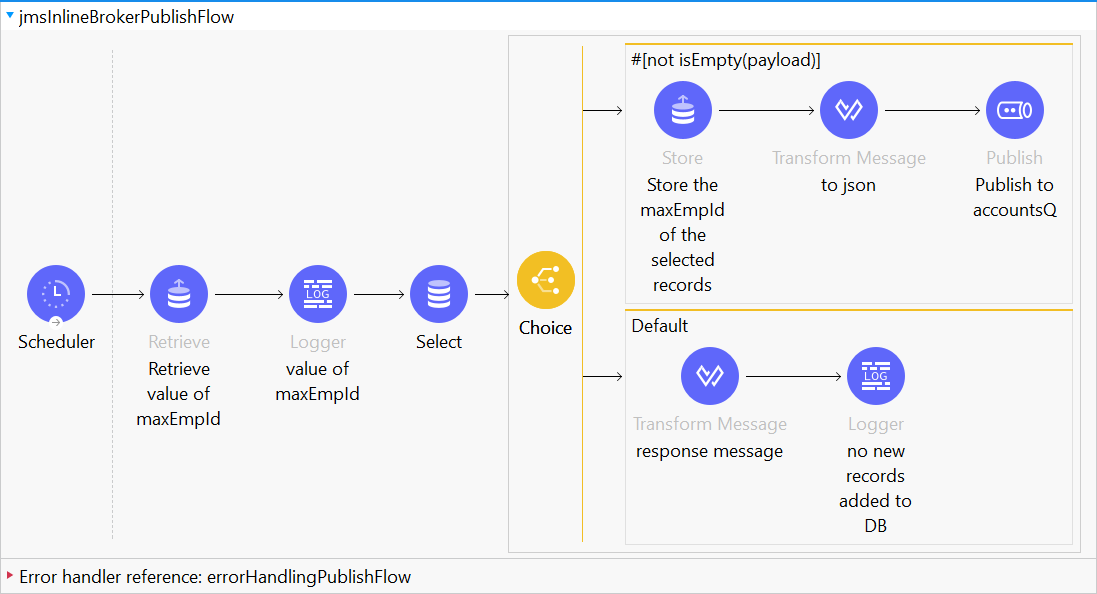 jmsInlineBrokerPublishFlow
Scheduler
Retrieve
Retrieve
value of
maxEmpId
LOG
Logger
value of
maxEmpId
Select
Choice
#[not isEmpty(payload)]
Store
Store the
maxEmpId
of the
selected
records
Transform Message
to json
Publish
Publish to
accountsQ
Default
Transform Message
response message
LOG
Logger
no new
records
added to
DB
Error handler reference: errorHandlingPublishFlow